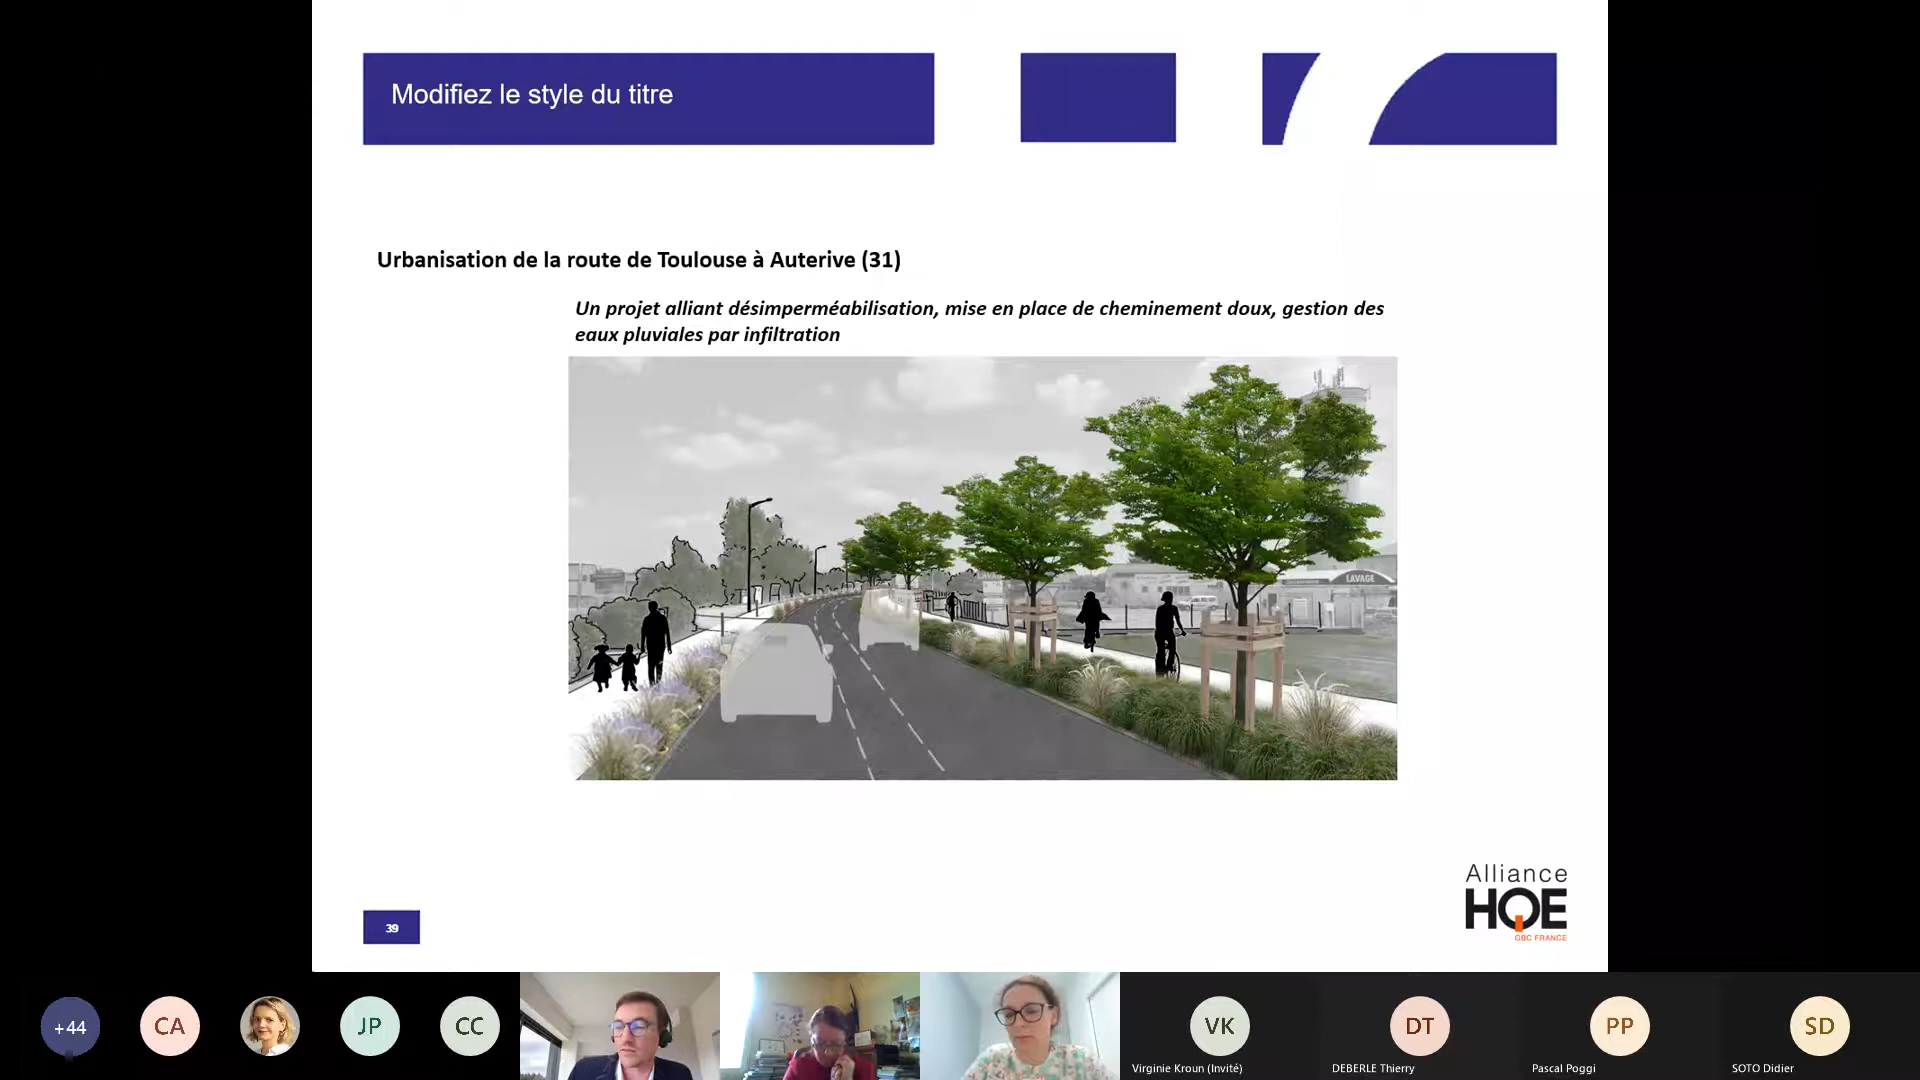 Modifiez le style du titre
Urbanisation de la route de Toulouse à Auterive (31)
Un projet alliant désimperméabilisation, mise en place de cheminement doux, gestion des
eaux pluviales par infiltration
LAVAGE
39
Alliance
HQE
GBC FRANCE
+44
CA
JP
CC
VK
DT
PP
SD
Virginie Kroun (Invité)
DEBERLE Thierry
Pascal Poggi
SOTO Didier